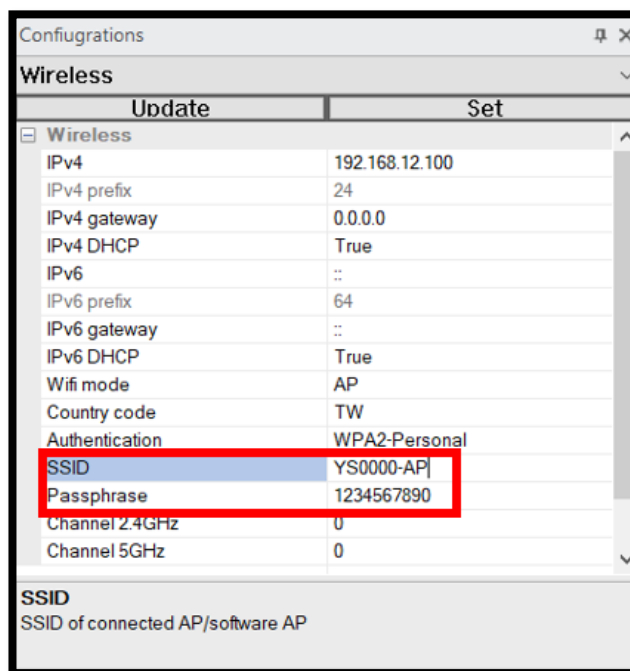 Confiugrations
Wireless
Update Set
Wireless
IPv4 192.168.12.100
IPv4 prefix 24
IPv4 gateway 0.0.0.0
IPv4 DHCP True
IPv6 ::
IPv6 prefix 64
IPv6 gateway ::
IPv6 DHCP True
Wifi mode AP
Country code TW
Authentication WPA2-Personal
SSID YS0000-AP
Passphrase 1234567890
Channel 2.4GHz 0
Channel 5GHz 0
SSID
SSID of connected AP/software AP